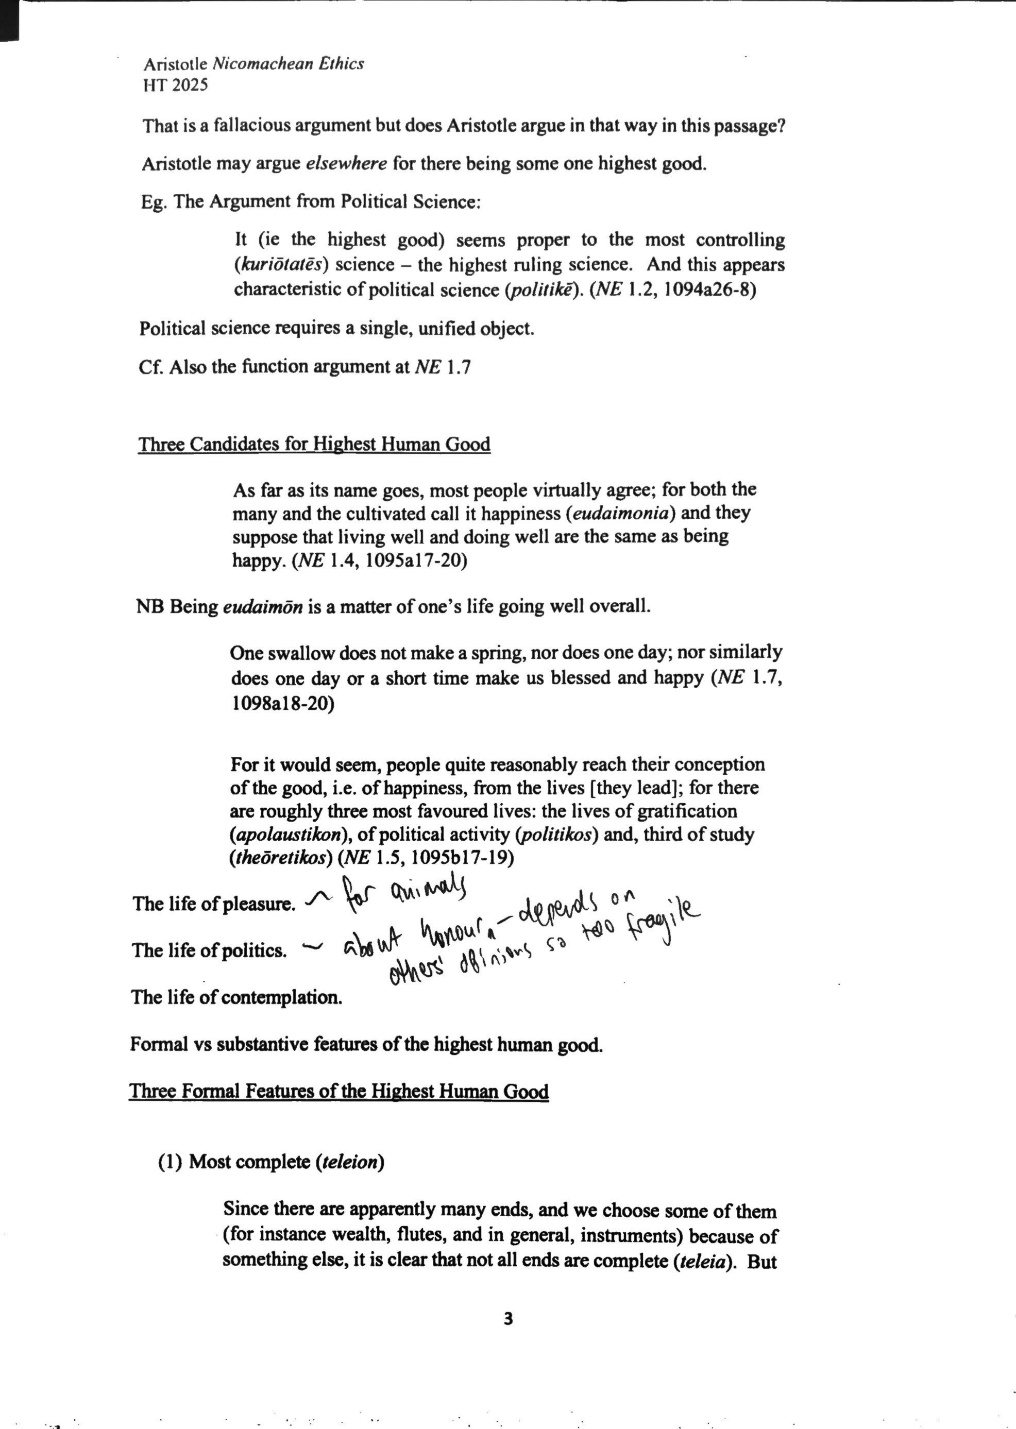 Aristotle Nicomachean Ethics
HT 2025
That is a fallacious argument but does Aristotle argue in that way in this passage?
Aristotle may argue elsewhere for there being some one highest good.
Eg. The Argument from Political Science:
It (ie the highest good) seems proper to the most controlling
(kuriōtatēs) science – the highest ruling science. And this appears
characteristic of political science (politikē). (NE 1.2, 1094a26-8)
Political science requires a single, unified object.
Cf. Also the function argument at NE 1.7
Three Candidates for Highest Human Good
As far as its name goes, most people virtually agree; for both the
many and the cultivated call it happiness (eudaimonia) and they
suppose that living well and doing well are the same as being
happy. (NE 1.4, 1095a17-20)
NB Being eudaimōn is a matter of one's life going well overall.
One swallow does not make a spring, nor does one day; nor similarly
does one day or a short time make us blessed and happy (NE 1.7,
1098a18-20)
For it would seem, people quite reasonably reach their conception
of the good, i.e. of happiness, from the lives [they lead]; for there
are roughly three most favoured lives: the lives of gratification
(apolaustikon), of political activity (politikos) and, third of study
(theōretikos) (NE 1.5, 1095b17-19)
The life of pleasure. ~ for animals
The life of politics. ~ about honour, – depends on
others' opinions so too fragile
The life of contemplation.
Formal vs substantive features of the highest human good.
Three Formal Features of the Highest Human Good
(1) Most complete (teleion)
Since there are apparently many ends, and we choose some of them
(for instance wealth, flutes, and in general, instruments) because of
something else, it is clear that not all ends are complete (teleia). But
3